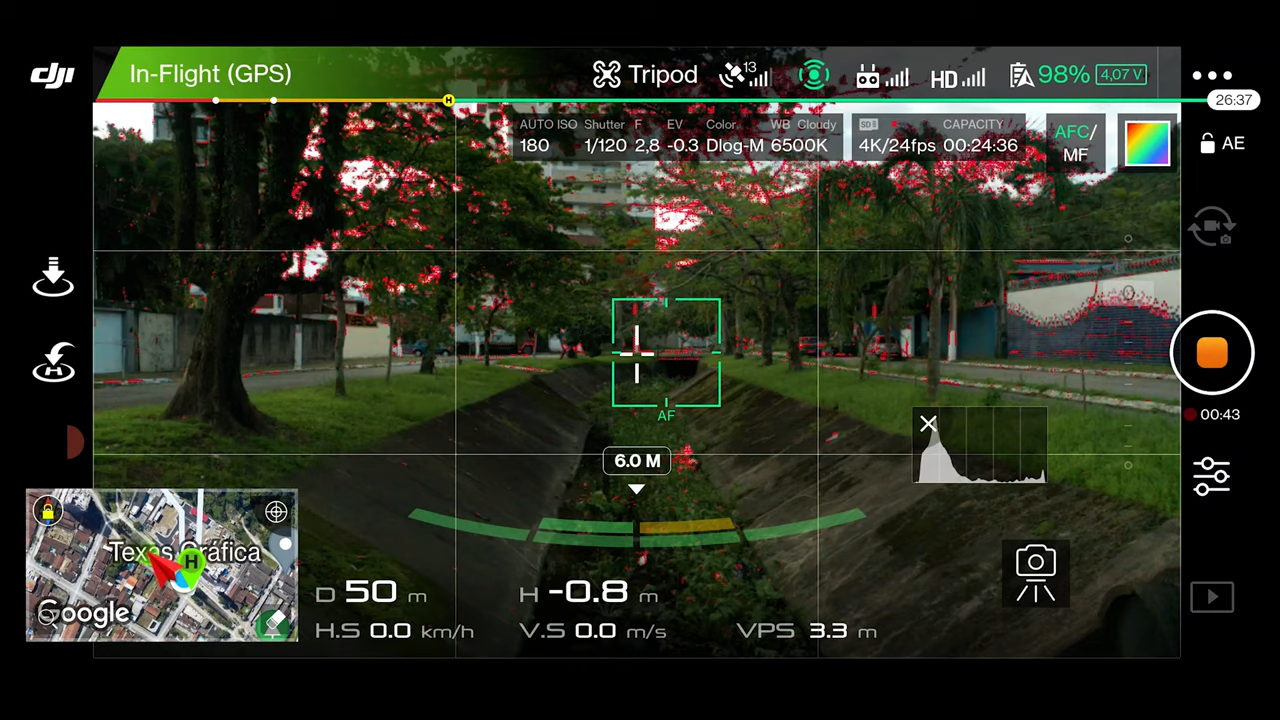 dji
In-Flight (GPS)
Tripod
13
HD
98%
4,07 V
26:37
AUTO ISO Shutter F EV Color WB Cloudy
180 1/120 2,8 -0.3 Dlog-M 6500K
SD CAPACITY
4K/24fps 00:24:36
AFC/
MF
AE
AF
00:43
6.0 M
H
Texas Gráfica
H
Google
D 50 m
H -0.8 m
H.S 0.0 km/h
V.S 0.0 m/s
VPS 3.3 m